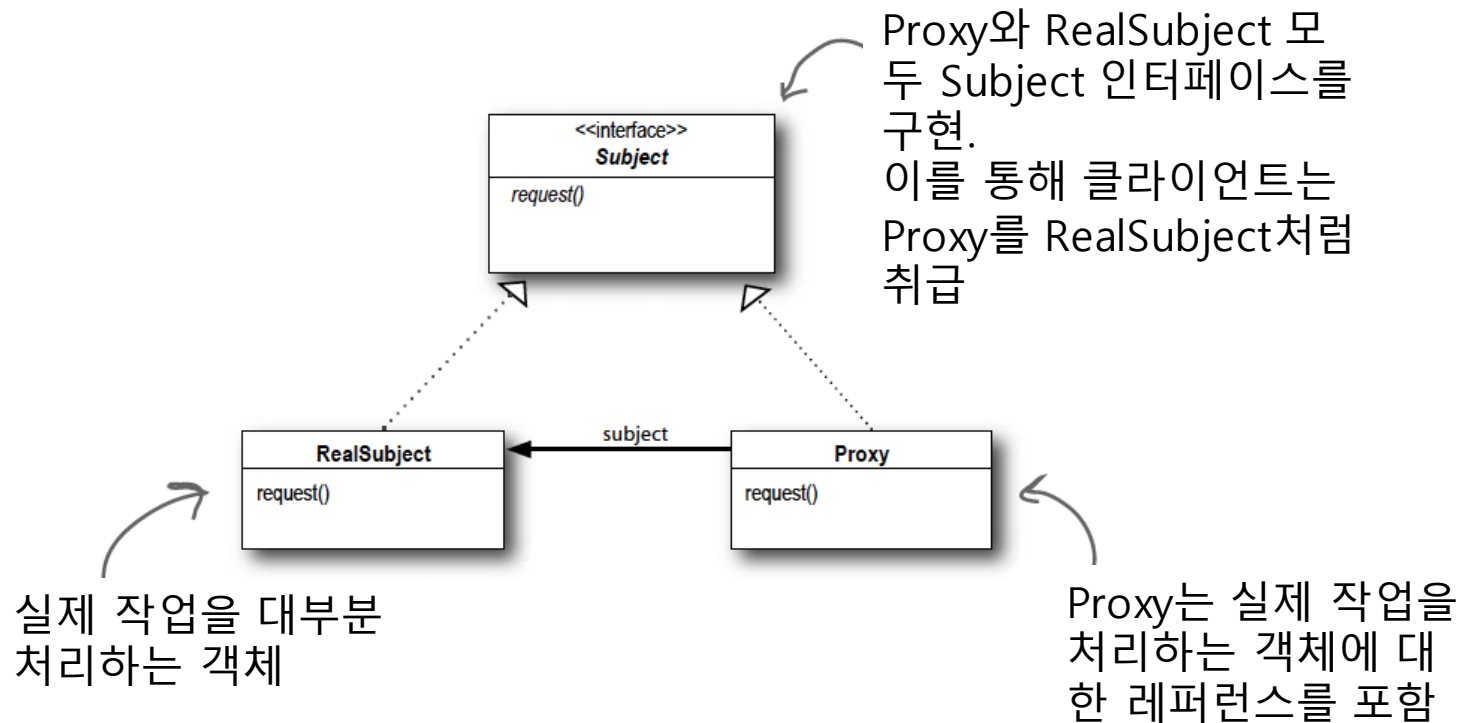 Proxy와 RealSubject 모
두 Subject 인터페이스를
구현.
이를 통해 클라이언트는
Proxy를 RealSubject처럼
취급
<<interface>>
Subject
request()
subject
RealSubject
request()
Proxy
request()
실제 작업을 대부분
처리하는 객체
Proxy는 실제 작업을
처리하는 객체에 대
한 레퍼런스를 포함